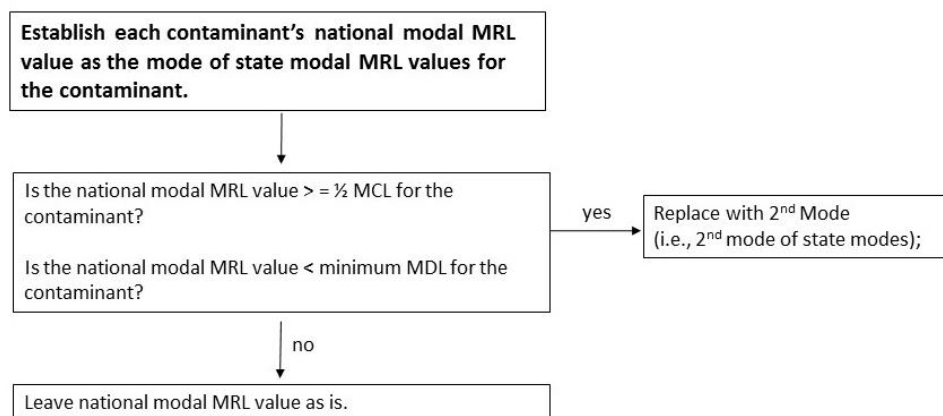 Establish each contaminant's national modal MRL
value as the mode of state modal MRL values for
the contaminant.
Is the national modal MRL value > = ½ MCL for the
contaminant?
Is the national modal MRL value < minimum MDL for the
contaminant?
yes
Replace with 2nd Mode
(i.e., 2nd mode of state modes);
no
Leave national modal MRL value as is.